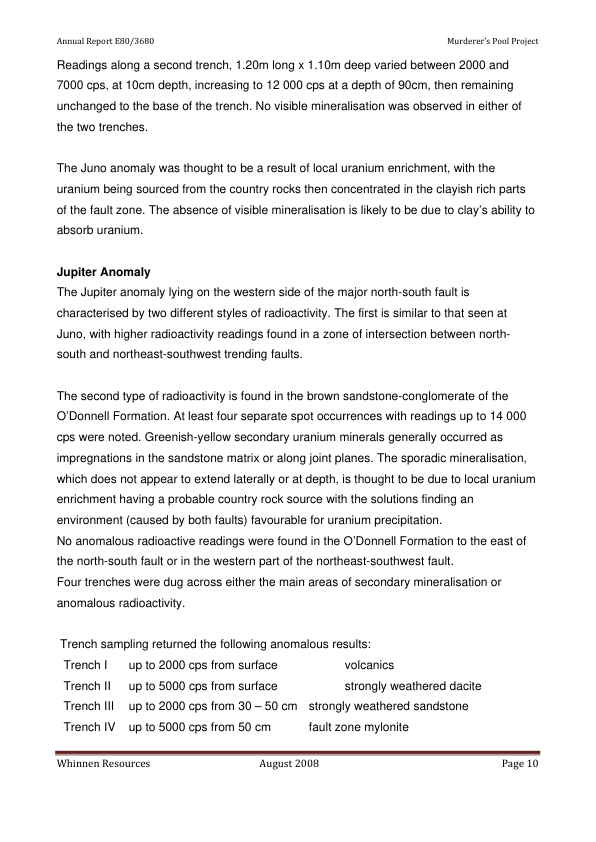 Annual Report E80/3680 Murderer's Pool Project
Readings along a second trench, 1.20m long x 1.10m deep varied between 2000 and
7000 cps, at 10cm depth, increasing to 12 000 cps at a depth of 90cm, then remaining
unchanged to the base of the trench. No visible mineralisation was observed in either of
the two trenches.
The Juno anomaly was thought to be a result of local uranium enrichment, with the
uranium being sourced from the country rocks then concentrated in the clayish rich parts
of the fault zone. The absence of visible mineralisation is likely to be due to clay's ability to
absorb uranium.
Jupiter Anomaly
The Jupiter anomaly lying on the western side of the major north-south fault is
characterised by two different styles of radioactivity. The first is similar to that seen at
Juno, with higher radioactivity readings found in a zone of intersection between north-
south and northeast-southwest trending faults.
The second type of radioactivity is found in the brown sandstone-conglomerate of the
O'Donnell Formation. At least four separate spot occurrences with readings up to 14 000
cps were noted. Greenish-yellow secondary uranium minerals generally occurred as
impregnations in the sandstone matrix or along joint planes. The sporadic mineralisation,
which does not appear to extend laterally or at depth, is thought to be due to local uranium
enrichment having a probable country rock source with the solutions finding an
environment (caused by both faults) favourable for uranium precipitation.
No anomalous radioactive readings were found in the O'Donnell Formation to the east of
the north-south fault or in the western part of the northeast-southwest fault.
Four trenches were dug across either the main areas of secondary mineralisation or
anomalous radioactivity.
Trench sampling returned the following anomalous results:
Trench I up to 2000 cps from surface volcanics
Trench II up to 5000 cps from surface strongly weathered dacite
Trench III up to 2000 cps from 30 – 50 cm strongly weathered sandstone
Trench IV up to 5000 cps from 50 cm fault zone mylonite
Whinnen Resources August 2008 Page 10